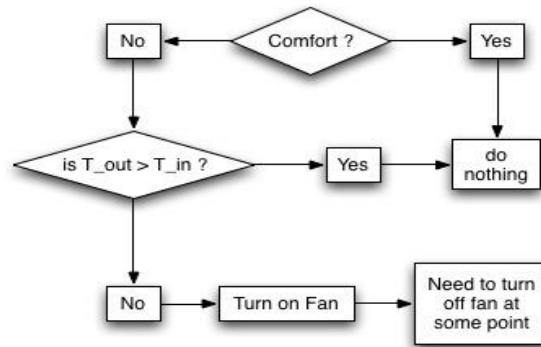 No
Comfort ?
Yes
is T_out > T_in ?
Yes
do
nothing
No
Turn on Fan
Need to turn
off fan at
some point